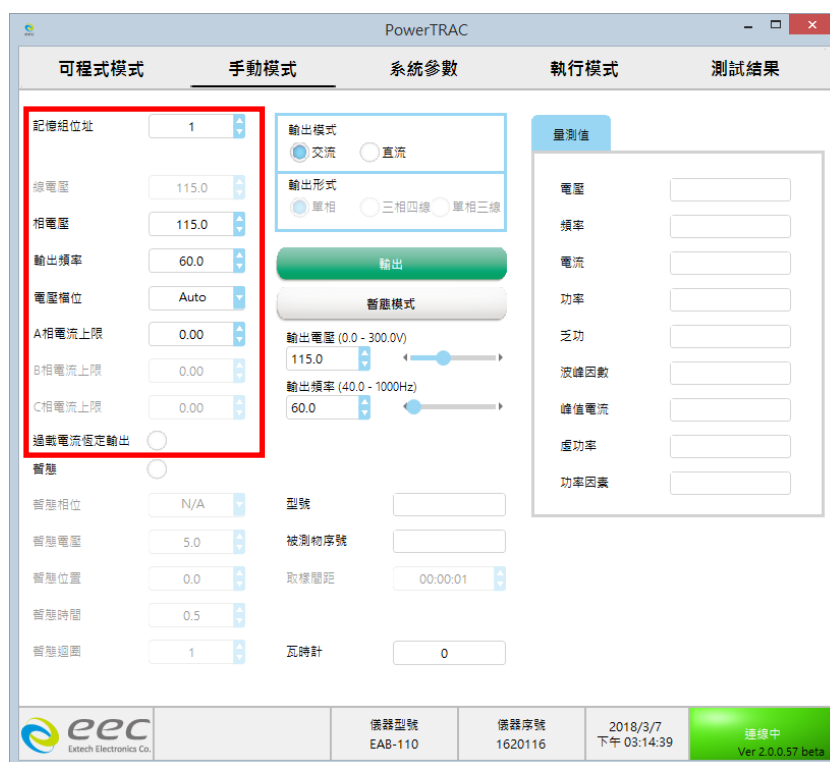 PowerTRAC
可程式模式 手動模式 系統參數 執行模式 測試結果
記憶組位址 1
线電壓 115.0
相電壓 115.0
輸出頻率 60.0
電壓檔位 Auto
A相電流上限 0.00
B相電流上限 0.00
C相電流上限 0.00
過載電流恆定輸出
暫態
暫態相位 N/A
暫態電壓 5.0
暫態位置 0.0
暫態時間 0.5
暫態迴圈 1
輸出模式
交流 直流
輸出形式
單相 三相四線 單相三線
輸出
暫態模式
輸出電壓 (0.0 - 300.0V)
115.0
輸出頻率 (40.0 - 1000Hz)
60.0
型號
被測物序號
取樣間距 00:00:01
瓦時計 0
量測值
電壓
頻率
電流
功率
乏功
波峰因數
峰值電流
虛功率
功率因素
eec
Extech Electronics Co.
儀器型號
EAB-110
儀器序號
1620116
2018/3/7
下午 03:14:39
連線中
Ver 2.0.0.57 beta